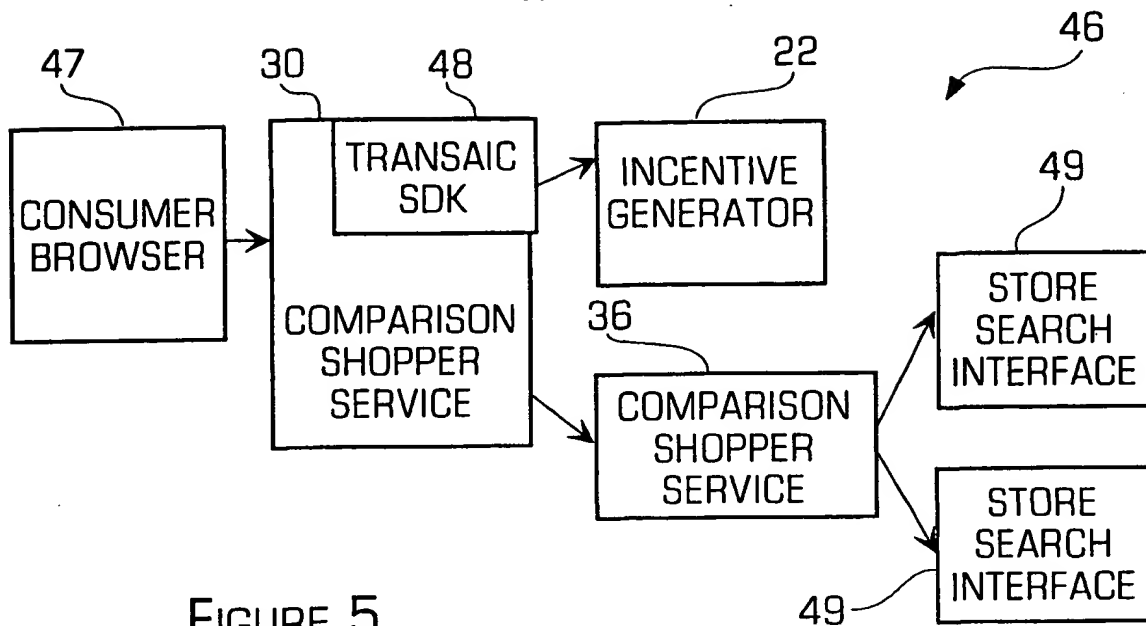 47
30
48
22
46
CONSUMER
BROWSER
TRANSAIC
SDK
COMPARISON
SHOPPER
SERVICE
INCENTIVE
GENERATOR
36
COMPARISON
SHOPPER
SERVICE
49
STORE
SEARCH
INTERFACE
STORE
SEARCH
INTERFACE
49
FIGURE 5